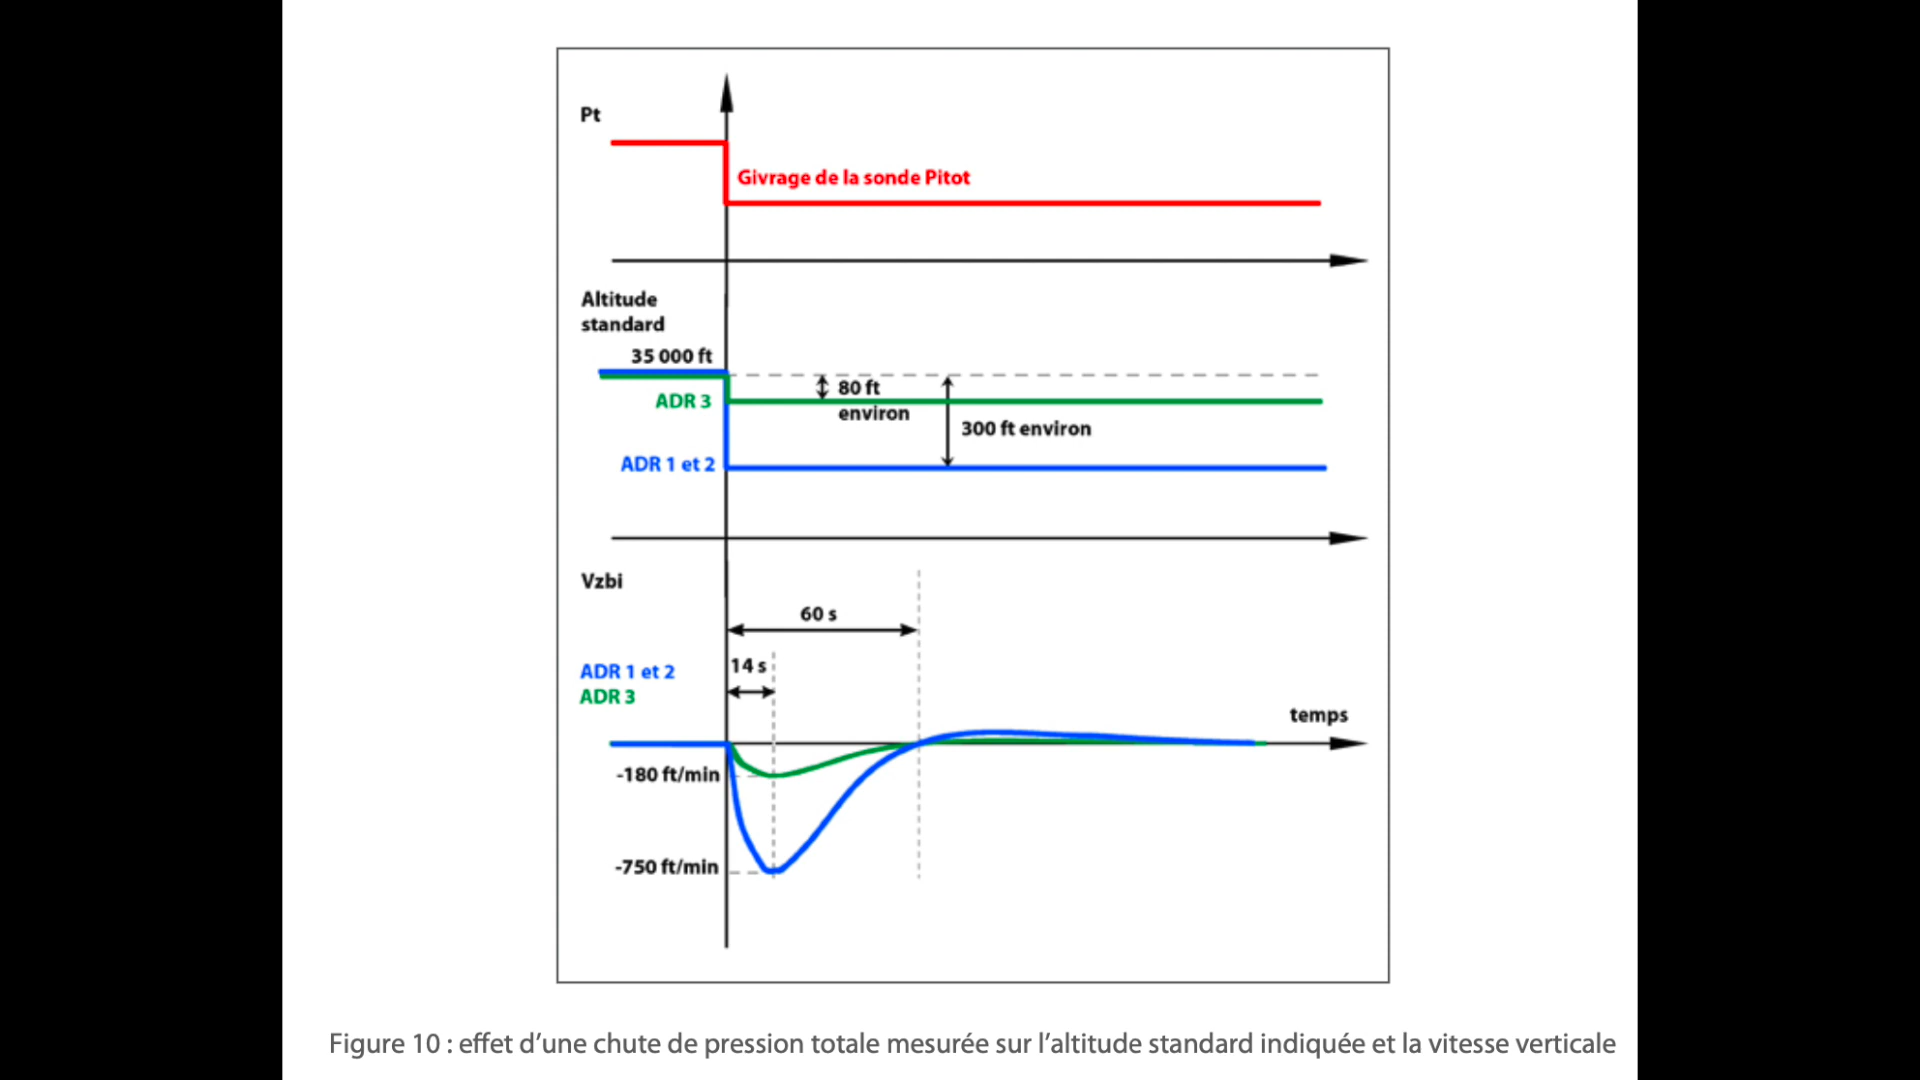 Pt
Givrage de la sonde Pitot
Altitude
standard
35 000 ft
ADR 3
80 ft
environ
300 ft environ
ADR 1 et 2
Vzbi
60 s
14 s
ADR 1 et 2
ADR 3
temps
-180 ft/min
-750 ft/min
Figure 10 : effet d’une chute de pression totale mesurée sur l’altitude standard indiquée et la vitesse verticale